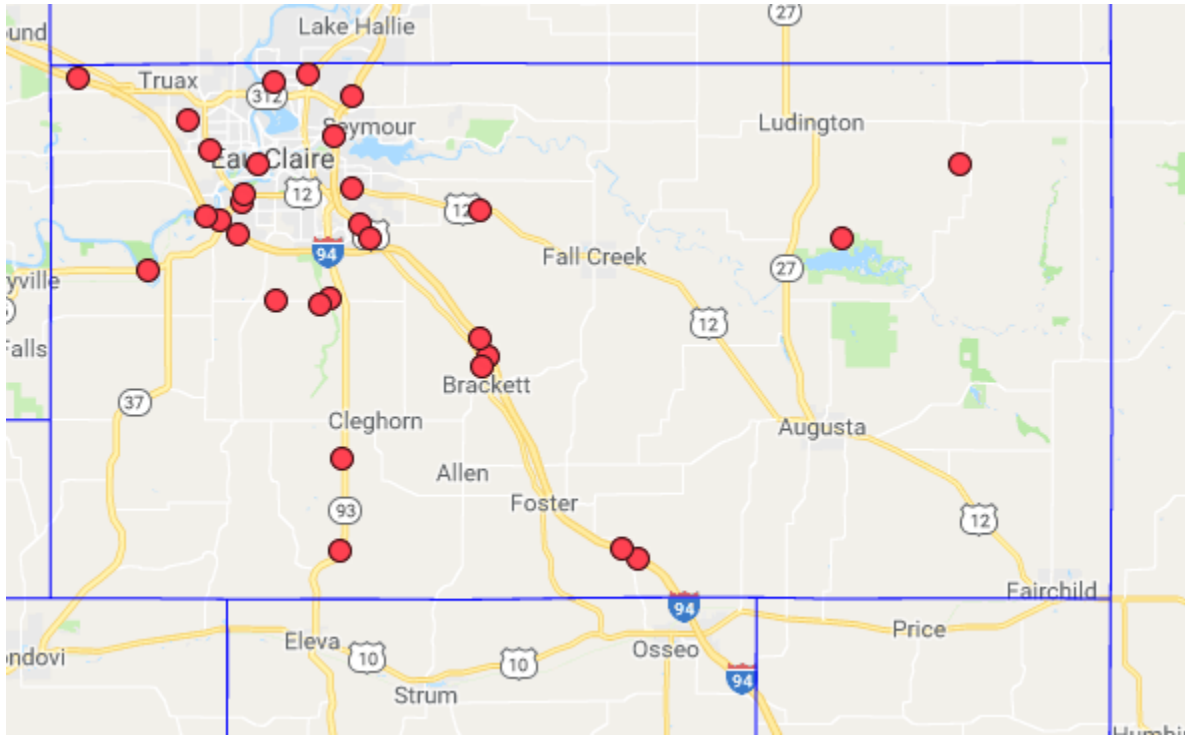 27
Lake Hallie
Truax
312
Seymour
Ludington
Eau Claire
12
12
94
Fall Creek
27
12
37
Brackett
Cleghorn
Augusta
Allen
93
Foster
12
94
Fairchild
Price
Eleva
10
10
Osseo
94
Strum